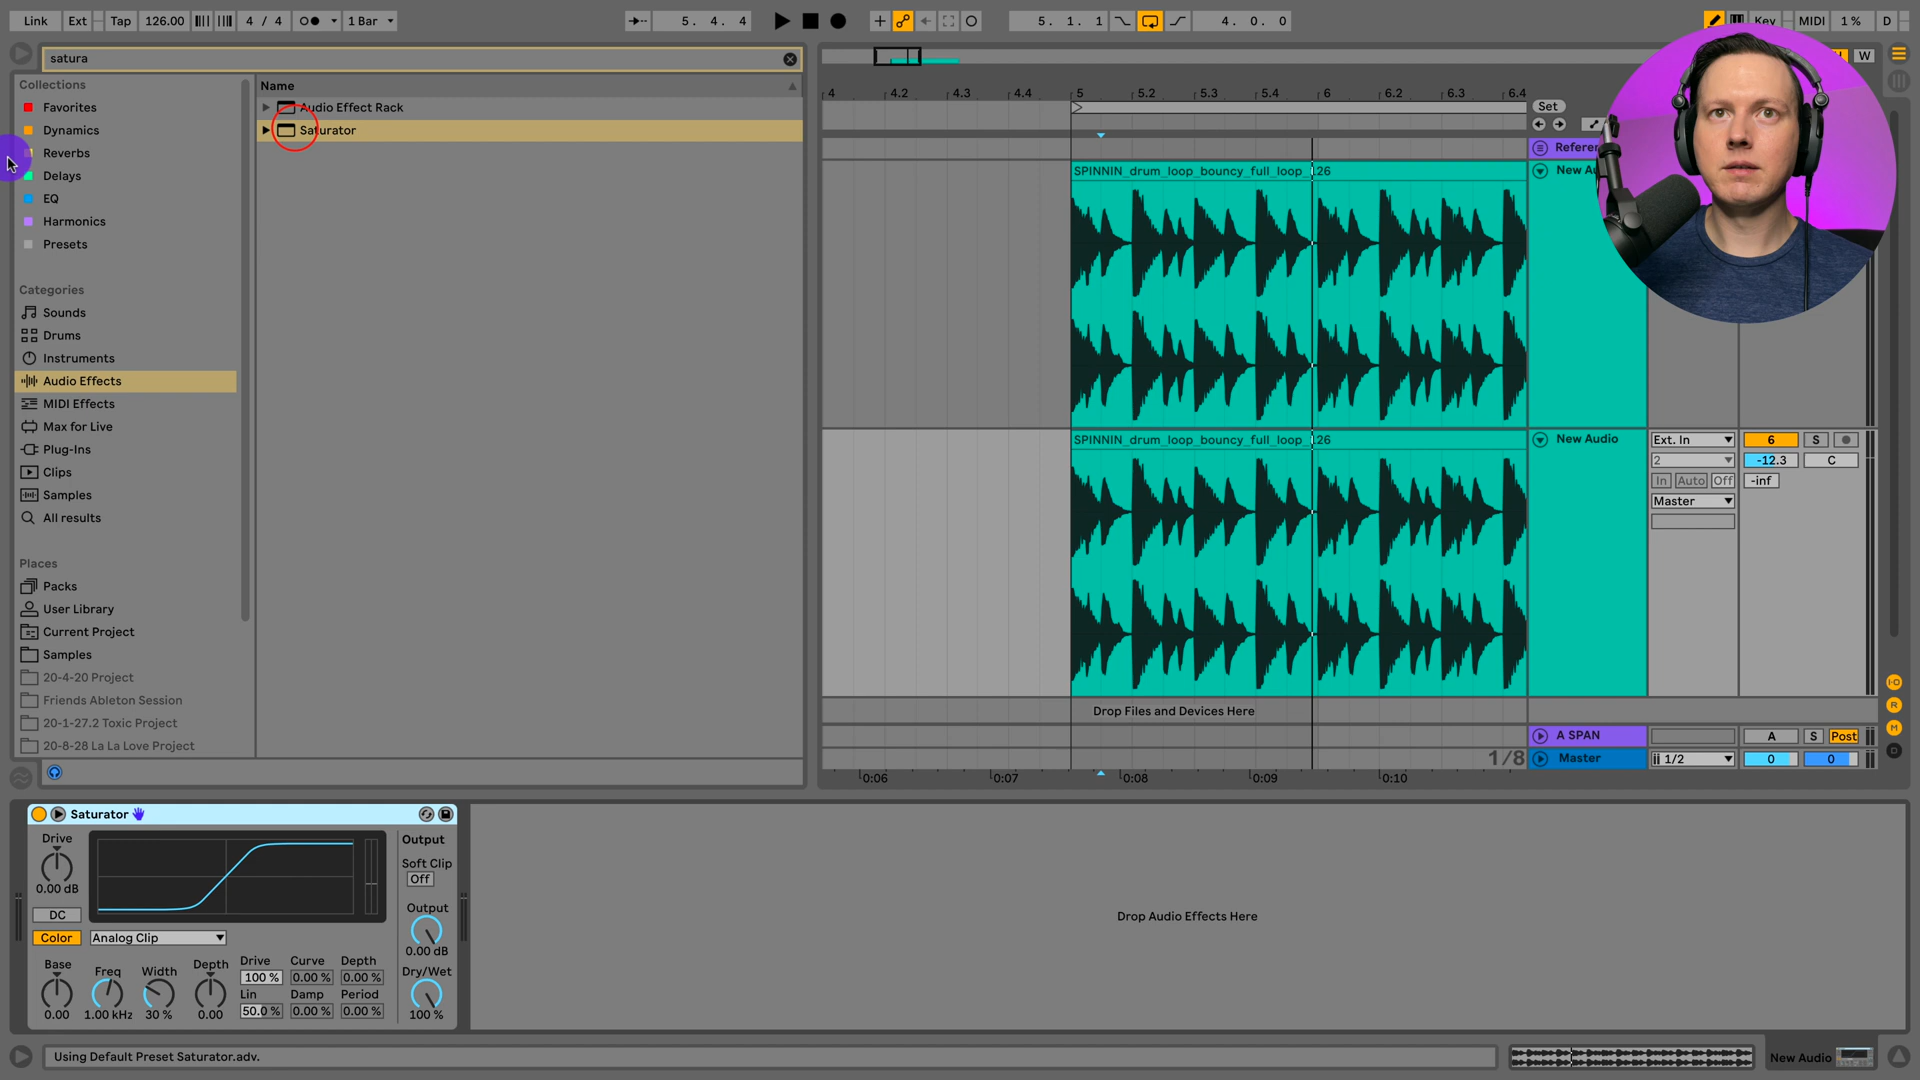 Link Ext Tap 126.00 4 / 4 1 Bar 5. 4. 4 5. 1. 1 4. 0. 0 Key MIDI 1 % D
satura
W
Collections
Favorites
Dynamics
Reverbs
Delays
EQ
Harmonics
Presets
Categories
Sounds
Drums
Instruments
Audio Effects
MIDI Effects
Max for Live
Plug-Ins
Clips
Samples
All results
Places
Packs
User Library
Current Project
Samples
20-4-20 Project
Friends Ableton Session
20-1-27.2 Toxic Project
20-8-28 La La Love Project
Name
Audio Effect Rack
Saturator
4 4.2 4.3 4.4 5 5.2 5.3 5.4 6 6.2 6.3 6.4
Set
Refere
SPINNIN_drum_loop_bouncy_full_loop_126
New Au
SPINNIN_drum_loop_bouncy_full_loop_126
New Audio
Ext. In
2
In Auto Off
Master
6 S
-12.3 C
-inf
Drop Files and Devices Here
A SPAN A S Post
1/8
Master 1/2 0 0
0:06 0:07 0:08 0:09 0:10
I·O
R
M
D
Saturator
Drive
0.00 dB
DC
Color Analog Clip
Output
Soft Clip
Off
Output
0.00 dB
Dry/Wet
100 %
Base
0.00
Freq
1.00 kHz
Width
30 %
Depth
0.00
Drive Curve Depth
100 % 0.00 % 0.00 %
Lin Damp Period
50.0 % 0.00 % 0.00 %
Drop Audio Effects Here
Using Default Preset Saturator.adv.
New Audio